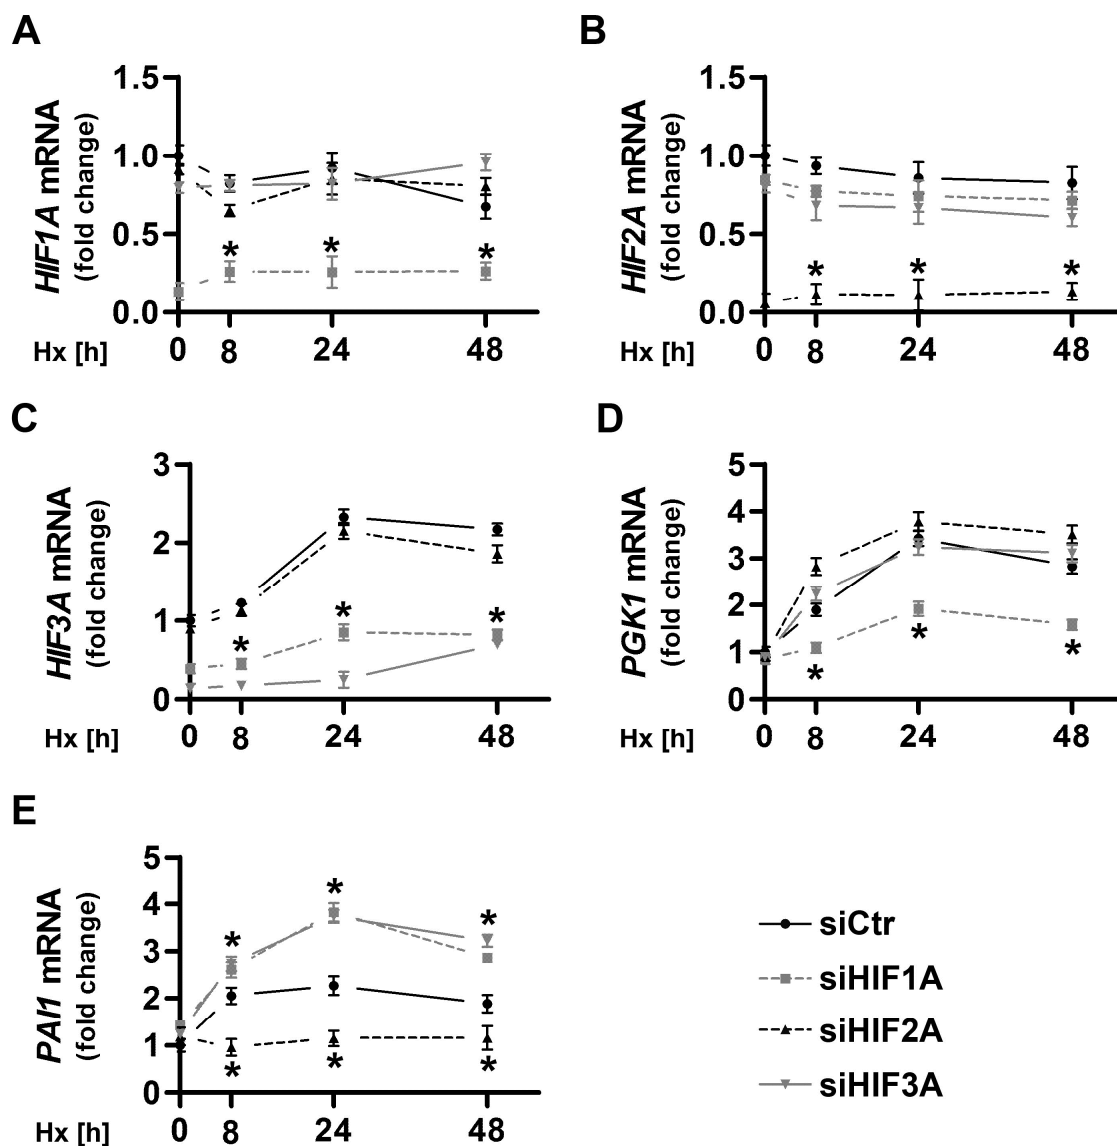 A
HIF1A mRNA
(fold change)
1.5
1.0
0.5
0.0
*
*
*
Hx [h]
0
8
24
48
B
HIF2A mRNA
(fold change)
1.5
1.0
0.5
0.0
*
*
*
Hx [h]
0
8
24
48
C
HIF3A mRNA
(fold change)
3
2
1
0
*
*
*
Hx [h]
0
8
24
48
D
PGK1 mRNA
(fold change)
5
4
3
2
1
0
*
*
*
Hx [h]
0
8
24
48
E
PAI1 mRNA
(fold change)
5
4
3
2
1
0
*
*
*
*
*
*
Hx [h]
0
8
24
48
siCtr
siHIF1A
siHIF2A
siHIF3A